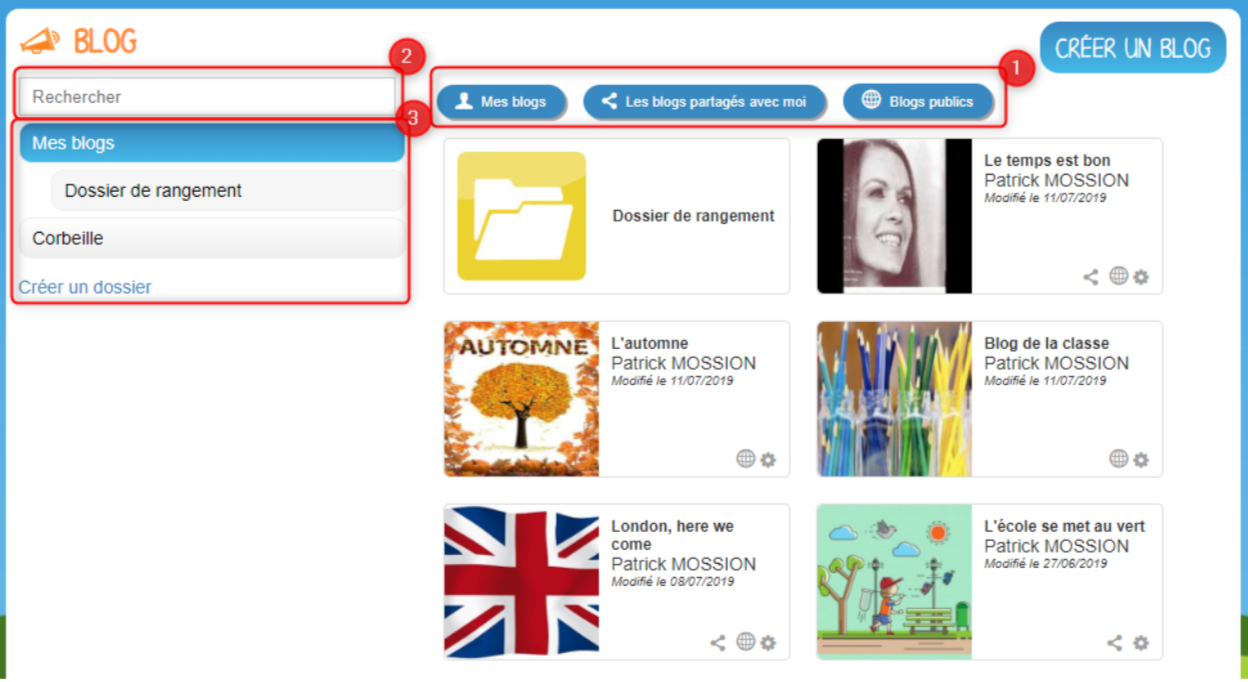 BLOG
CRÉER UN BLOG
2
1
Rechercher
Mes blogs
Les blogs partagés avec moi
Blogs publics
3
Mes blogs
Dossier de rangement
Corbeille
Créer un dossier
Dossier de rangement
Le temps est bon
Patrick MOSSION
Modifié le 11/07/2019
AUTOMNE
L'automne
Patrick MOSSION
Modifié le 11/07/2019
Blog de la classe
Patrick MOSSION
Modifié le 11/07/2019
London, here we
come
Patrick MOSSION
Modifié le 08/07/2019
L'école se met au vert
Patrick MOSSION
Modifié le 27/06/2019